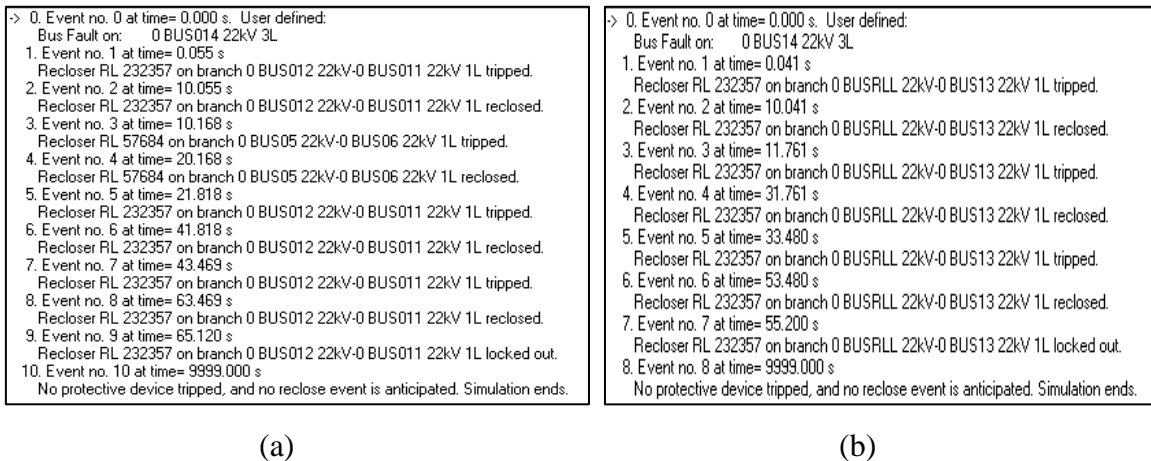 -> 0. Event no. 0 at time= 0.000 s. User defined:
Bus Fault on: 0 BUS014 22kV 3L
1. Event no. 1 at time= 0.055 s
Recloser RL 232357 on branch 0 BUS012 22kV-0 BUS011 22kV 1L tripped.
2. Event no. 2 at time= 10.055 s
Recloser RL 232357 on branch 0 BUS012 22kV-0 BUS011 22kV 1L reclosed.
3. Event no. 3 at time= 10.168 s
Recloser RL 57684 on branch 0 BUS05 22kV-0 BUS06 22kV 1L tripped.
4. Event no. 4 at time= 20.168 s
Recloser RL 57684 on branch 0 BUS05 22kV-0 BUS06 22kV 1L reclosed.
5. Event no. 5 at time= 21.818 s
Recloser RL 232357 on branch 0 BUS012 22kV-0 BUS011 22kV 1L tripped.
6. Event no. 6 at time= 41.818 s
Recloser RL 232357 on branch 0 BUS012 22kV-0 BUS011 22kV 1L reclosed.
7. Event no. 7 at time= 43.469 s
Recloser RL 232357 on branch 0 BUS012 22kV-0 BUS011 22kV 1L tripped.
8. Event no. 8 at time= 63.469 s
Recloser RL 232357 on branch 0 BUS012 22kV-0 BUS011 22kV 1L reclosed.
9. Event no. 9 at time= 65.120 s
Recloser RL 232357 on branch 0 BUS012 22kV-0 BUS011 22kV 1L locked out.
10. Event no. 10 at time= 9999.000 s
No protective device tripped, and no reclose event is anticipated. Simulation ends.
(a)
-> 0. Event no. 0 at time= 0.000 s. User defined:
Bus Fault on: 0 BUS14 22kV 3L
1. Event no. 1 at time= 0.041 s
Recloser RL 232357 on branch 0 BUSRLL 22kV-0 BUS13 22kV 1L tripped.
2. Event no. 2 at time= 10.041 s
Recloser RL 232357 on branch 0 BUSRLL 22kV-0 BUS13 22kV 1L reclosed.
3. Event no. 3 at time= 11.761 s
Recloser RL 232357 on branch 0 BUSRLL 22kV-0 BUS13 22kV 1L tripped.
4. Event no. 4 at time= 31.761 s
Recloser RL 232357 on branch 0 BUSRLL 22kV-0 BUS13 22kV 1L reclosed.
5. Event no. 5 at time= 33.480 s
Recloser RL 232357 on branch 0 BUSRLL 22kV-0 BUS13 22kV 1L tripped.
6. Event no. 6 at time= 53.480 s
Recloser RL 232357 on branch 0 BUSRLL 22kV-0 BUS13 22kV 1L reclosed.
7. Event no. 7 at time= 55.200 s
Recloser RL 232357 on branch 0 BUSRLL 22kV-0 BUS13 22kV 1L locked out.
8. Event no. 8 at time= 9999.000 s
No protective device tripped, and no reclose event is anticipated. Simulation ends.
(b)